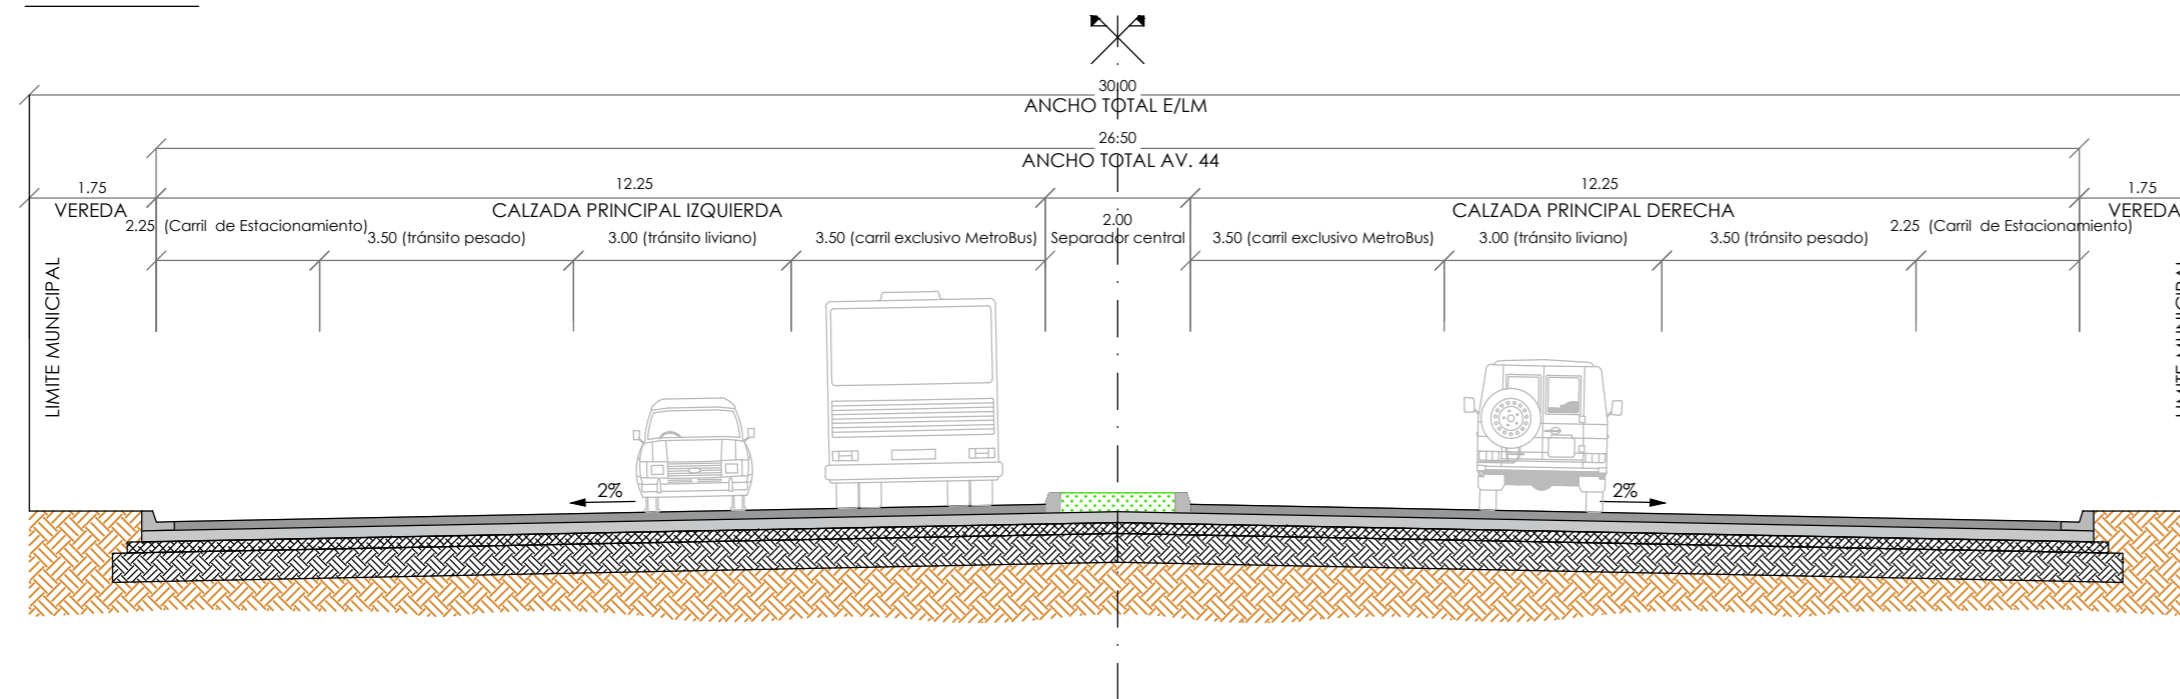 30.00
ANCHO TOTAL E/LM
26:50
ANCHO TOTAL AV. 44
1.75
12.25
12.25
1.75
VEREDA
CALZADA PRINCIPAL IZQUIERDA
2.00
CALZADA PRINCIPAL DERECHA
VEREDA
2.25 (Carril de Estacionamiento)
3.50 (tránsito pesado)
3.00 (tránsito liviano)
3.50 (carril exclusivo MetroBus)
Separador central
3.50 (carril exclusivo MetroBus)
3.00 (tránsito liviano)
3.50 (tránsito pesado)
2.25 (Carril de Estacionamiento)
LIMITE MUNICIPAL
LIMITE MUNICIPAL
2%
2%